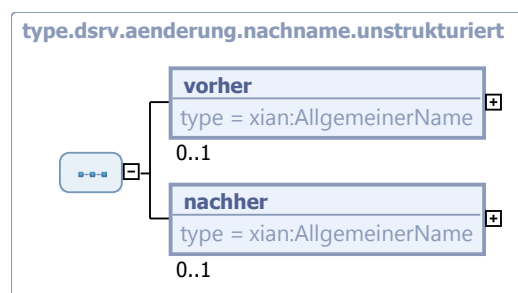 type.dsrv.aenderung.nachname.unstrukturiert
vorher
type = xian:AllgemeinerName
0..1
nachher
type = xian:AllgemeinerName
0..1